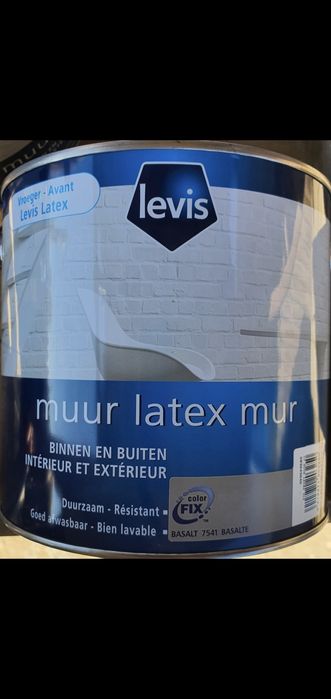 Vroeger - Avant
Levis Latex
levis
muur latex mur
BINNEN EN BUITEN
INTÉRIEUR ET EXTÉRIEUR
Duurzaam - Résistant
Goed afwasbaar - Bien lavable
color
FIX
BASALT 7541 BASALTE